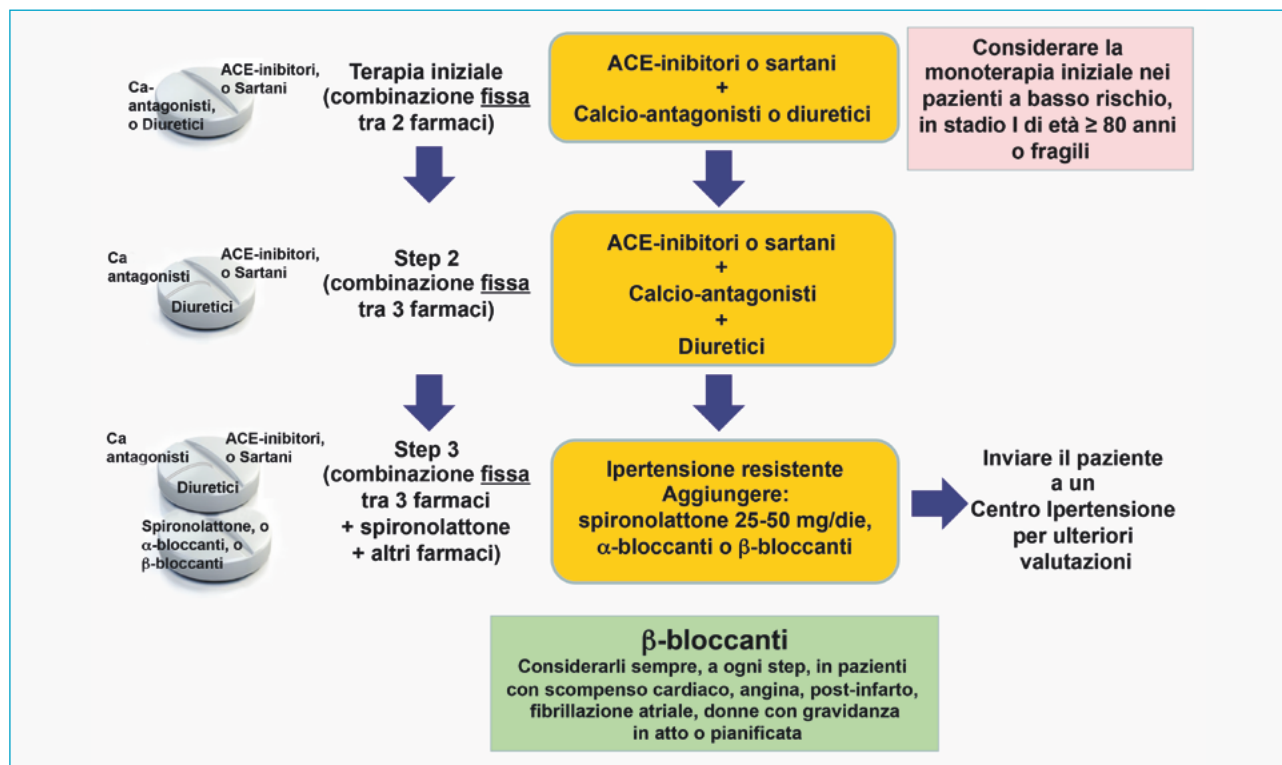 Ca-
antagonisti,
o Diuretici
ACE-inibitori,
o Sartani
Terapia iniziale
(combinazione fissa
tra 2 farmaci)
ACE-inibitori o sartani
+
Calcio-antagonisti o diuretici
Considerare la
monoterapia iniziale nei
pazienti a basso rischio,
in stadio I di età ≥ 80 anni
o fragili
Ca
antagonisti
ACE-inibitori,
o Sartani
Diuretici
Step 2
(combinazione fissa
tra 3 farmaci)
ACE-inibitori o sartani
+
Calcio-antagonisti
+
Diuretici
Ca
antagonisti
ACE-inibitori,
o Sartani
Diuretici
Spironolattone, o
α-bloccanti, o
β-bloccanti
Step 3
(combinazione fissa
tra 3 farmaci
+ spironolattone
+ altri farmaci)
Ipertensione resistente
Aggiungere:
spironolattone 25-50 mg/die,
α-bloccanti o β-bloccanti
Inviare il paziente
a un
Centro Ipertensione
per ulteriori
valutazioni
β-bloccanti
Considerarli sempre, a ogni step, in pazienti
con scompenso cardiaco, angina, post-infarto,
fibrillazione atriale, donne con gravidanza
in atto o pianificata